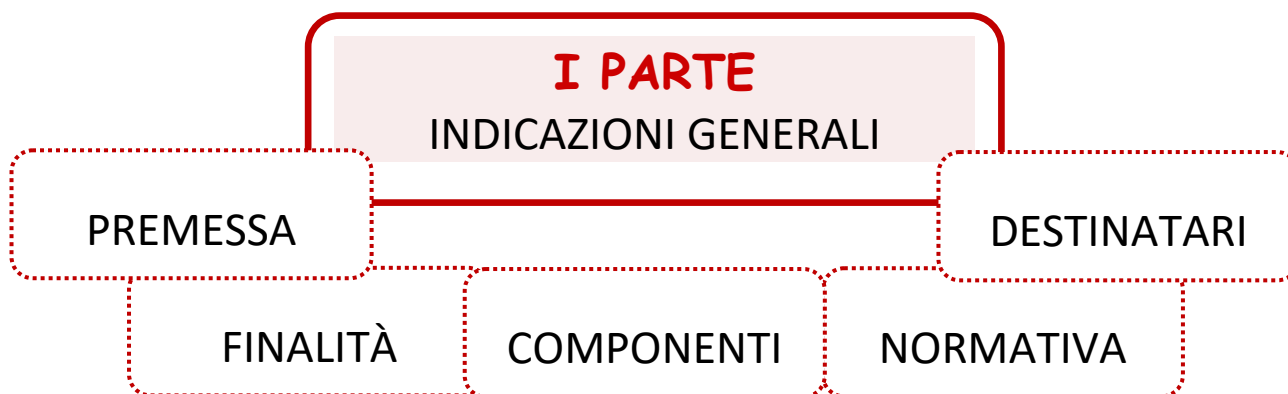 I PARTE
INDICAZIONI GENERALI
PREMESSA
DESTINATARI
FINALITÀ
COMPONENTI
NORMATIVA